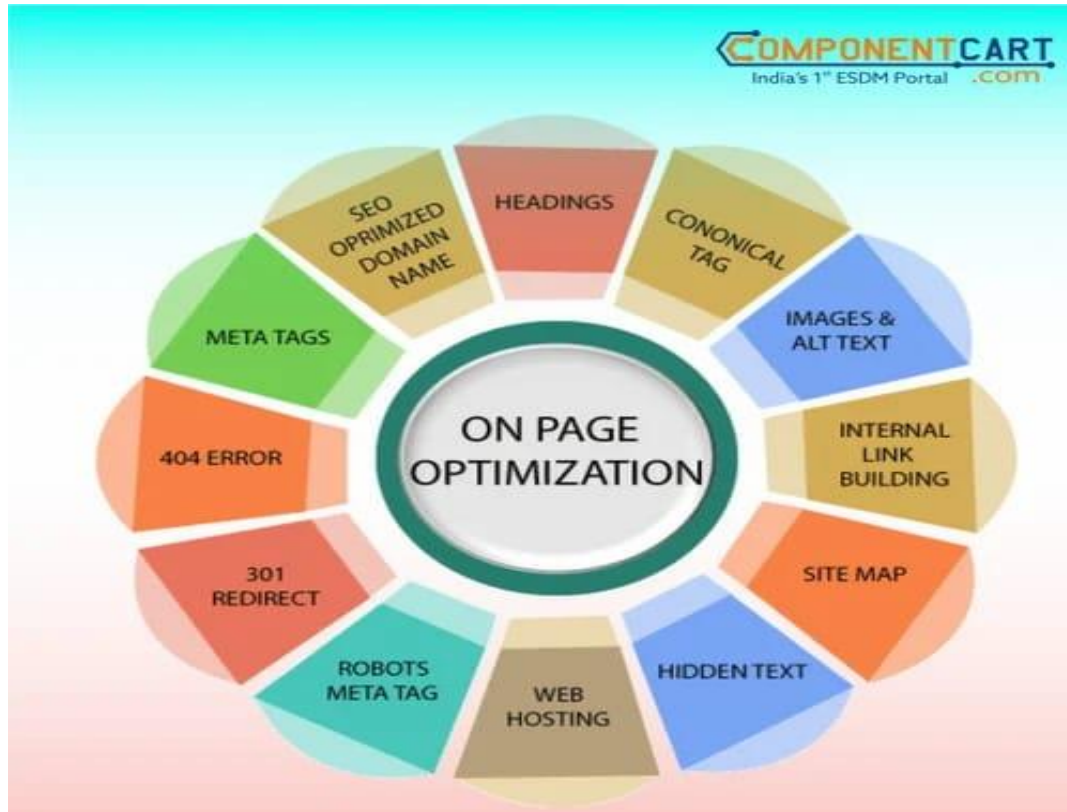 COMPONENTCART
India's 1st ESDM Portal .com
HEADINGS
CONONICAL
TAG
IMAGES &
ALT TEXT
INTERNAL
LINK
BUILDING
SITE MAP
HIDDEN TEXT
WEB
HOSTING
ROBOTS
META TAG
301
REDIRECT
404 ERROR
META TAGS
SEO
OPRIMIZED
DOMAIN
NAME
ON PAGE
OPTIMIZATION